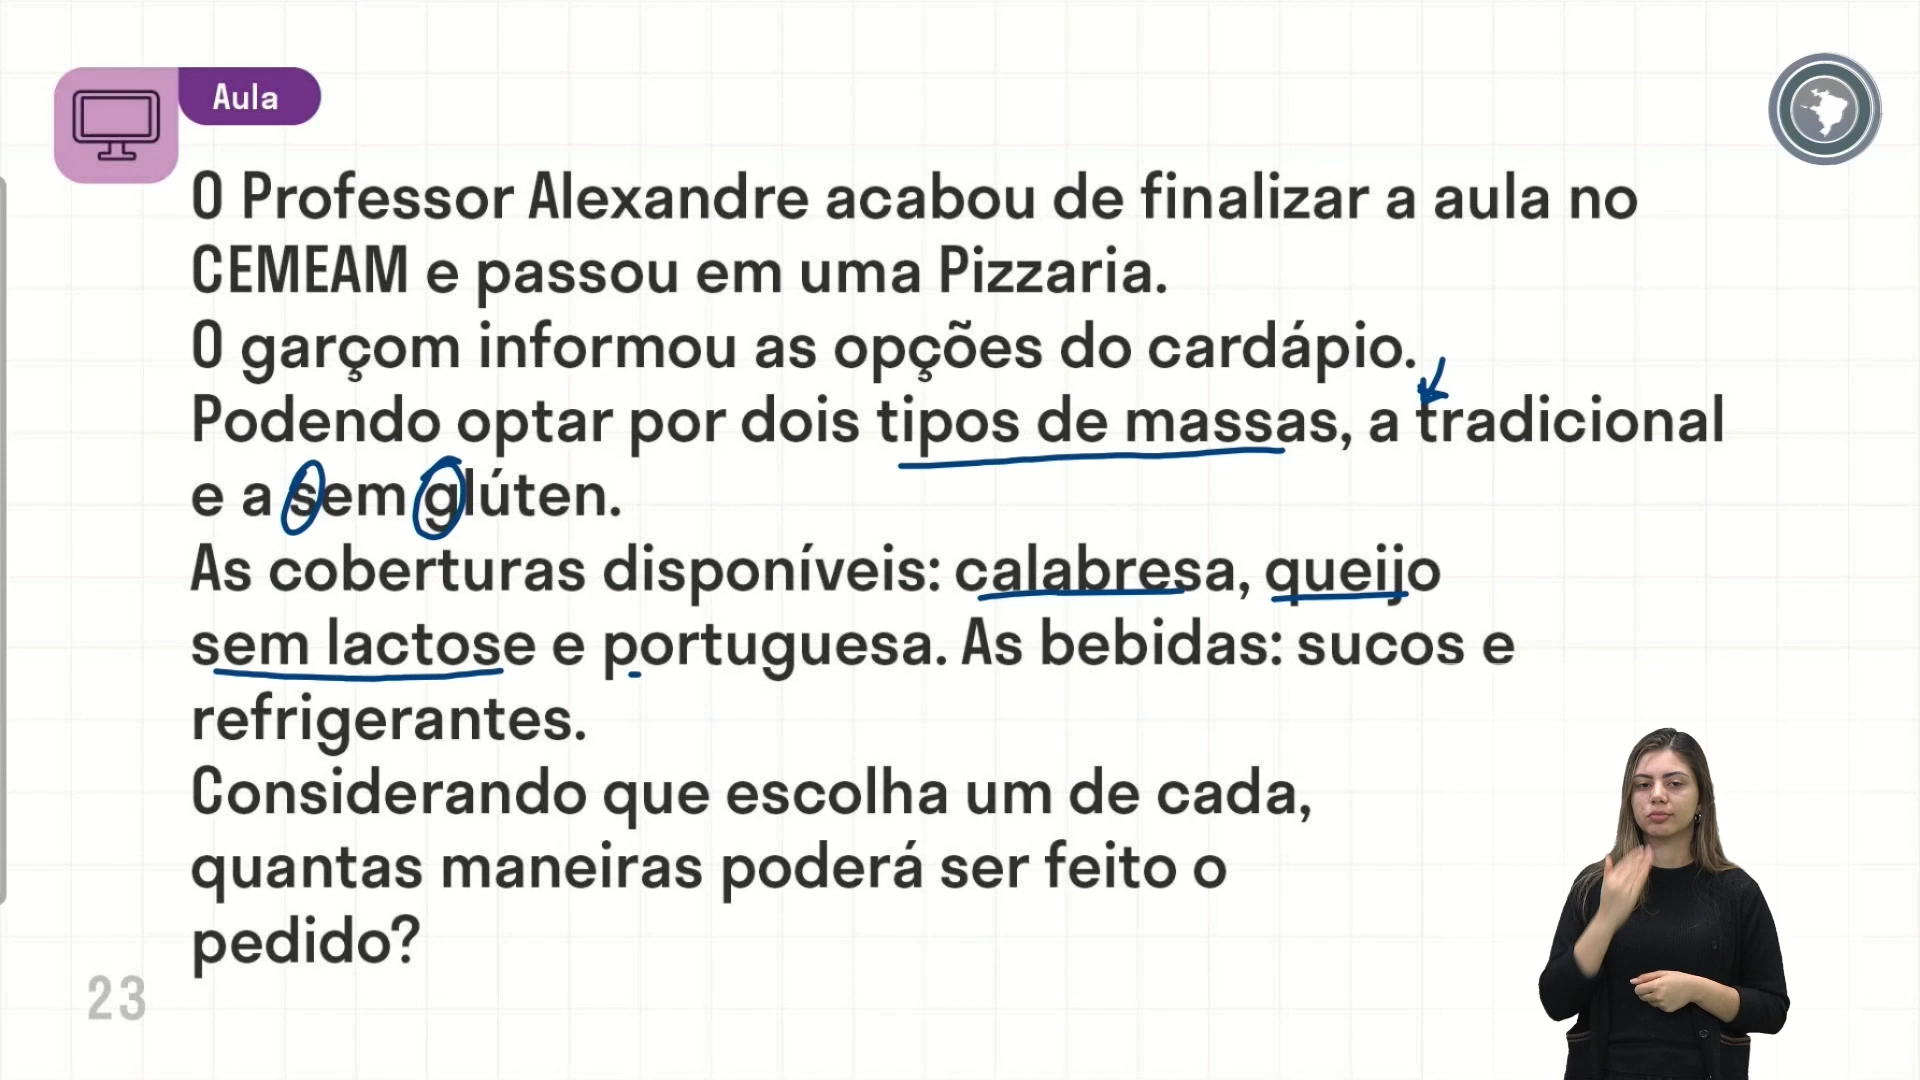 Aula
O Professor Alexandre acabou de finalizar a aula no
CEMEAM e passou em uma Pizzaria.
O garçom informou as opções do cardápio.
Podendo optar por dois tipos de massas, a tradicional
e a sem glúten.
As coberturas disponíveis: calabresa, queijo
sem lactose e portuguesa. As bebidas: sucos e
refrigerantes.
Considerando que escolha um de cada,
quantas maneiras poderá ser feito o
pedido?
23